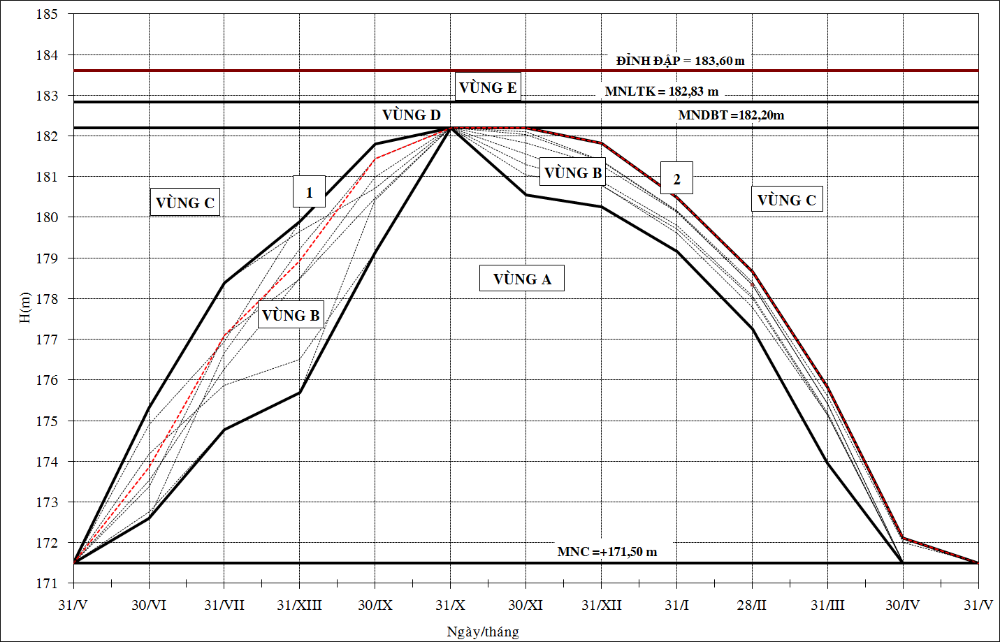 185
184
ĐỈNH ĐẬP = 183,60 m
VÙNG E
MNLTK = 182,83 m
183
VÙNG D
MNDBT =182,20m
182
VÙNG B
181
1
2
VÙNG C
VÙNG C
180
179
VÙNG A
178
VÙNG B
H(m)
177
176
175
174
173
172
MNC =+171,50 m
171
31/V 30/VI 31/VII 31/XIII 30/IX 31/X 30/XI 31/XII 31/I 28/II 31/III 30/IV 31/V
Ngày/tháng